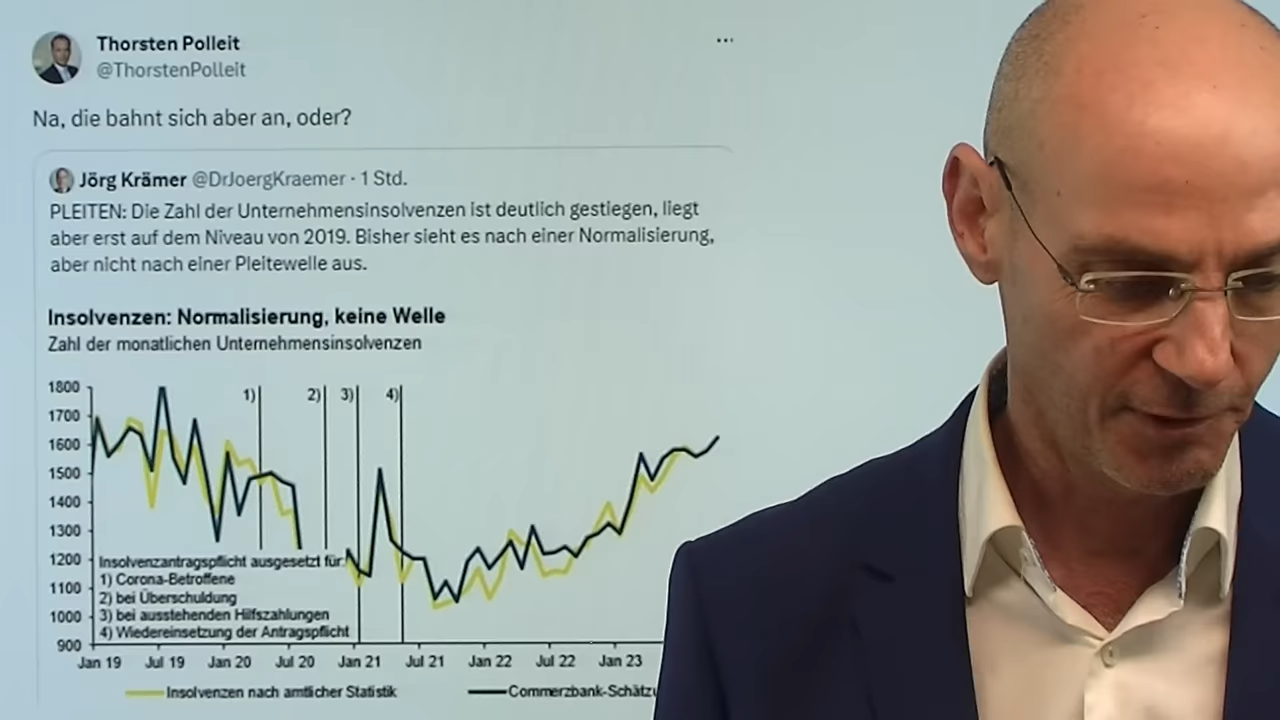 Thorsten Polleit
@ThorstenPolleit
Na, die bahnt sich aber an, oder?
Jörg Krämer @DrJoergKraemer · 1 Std.
PLEITEN: Die Zahl der Unternehmensinsolvenzen ist deutlich gestiegen, liegt
aber erst auf dem Niveau von 2019. Bisher sieht es nach einer Normalisierung,
aber nicht nach einer Pleitewelle aus.
Insolvenzen: Normalisierung, keine Welle
Zahl der monatlichen Unternehmensinsolvenzen
1800
1700
1600
1500
1400
1300
1200
1100
1000
900
1) 2) 3) 4)
Insolvenzantragspflicht ausgesetzt für:
1) Corona-Betroffene
2) bei Überschuldung
3) bei ausstehenden Hilfszahlungen
4) Wiedereinsetzung der Antragspflicht
Jan 19 Jul 19 Jan 20 Jul 20 Jan 21 Jul 21 Jan 22 Jul 22 Jan 23
Insolvenzen nach amtlicher Statistik Commerzbank-Schätzu